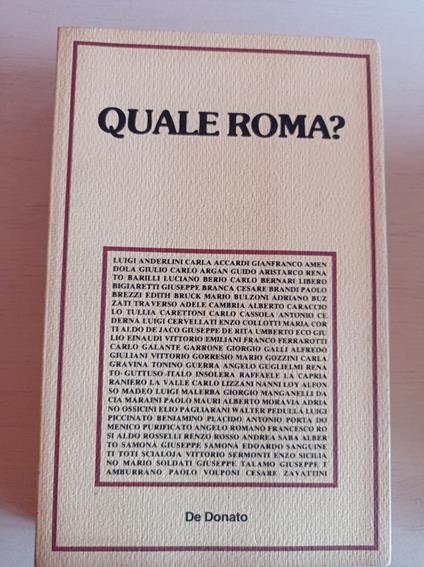 QUALE ROMA?
LUIGI ANDERLINI CARLA ACCARDI GIANFRANCO AMEN
DOLA GIULIO CARLO ARGAN GUIDO ARISTARCO RENA
TO BARILLI LUCIANO BERIO CARLO BERNARI LIBERO
BIGIARETTI GIUSEPPE BRANCA CESARE BRANDI PAOLO
BREZZI EDITH BRUCK MARIO BULZONI ADRIANO BUZ
ZATI TRAVERSO ADELE CAMBRIA ALBERTO CARACCIO
LO TULLIA CARETTONI CARLO CASSOLA ANTONIO CE
DERNA LUIGI CERVELLATI ENZO COLLOTTI MARIA COR
TI ALDO DE JACO GIUSEPPE DE RITA UMBERTO ECO GIU
LIO EINAUDI VITTORIO EMILIANI FRANCO FERRAROTTI
CARLO GALANTE GARRONE GIORGIO GALLI ALFREDO
GIULIANI VITTORIO GORRESIO MARIO GOZZINI CARLA
GRAVINA TONINO GUERRA ANGELO GUGLIELMI RENA
TO GUTTUSO ITALO INSOLERA RAFFAELE LA CAPRIA
RANIERO LA VALLE CARLO LIZZANI NANNI LOY ALFON
SO MADEO LUIGI MALERBA GIORGIO MANGANELLI DA
CIA MARAINI PAOLO MAURI ALBERTO MORAVIA ADRIA
NO OSSICINI ELIO PAGLIARANI WALTER PEDULLÀ LUIGI
PICCINATO BENIAMINO PLACIDO ANTONIO PORTA DO
MENICO PURIFICATO ANGELO ROMANÒ FRANCESCO RO
SI ALDO ROSSELLI RENZO ROSSO ANDREA SABA ALBER
TO SAMONÀ GIUSEPPE SAMONÀ EDOARDO SANGUINE
TI TOTI SCIALOJA VITTORIO SERMONTI ENZO SICILIA
NO MARIO SOLDATI GIUSEPPE TALAMO GIUSEPPE T
AMBURRANO PAOLO VOLPONI CESARE ZAVATTINI
De Donato